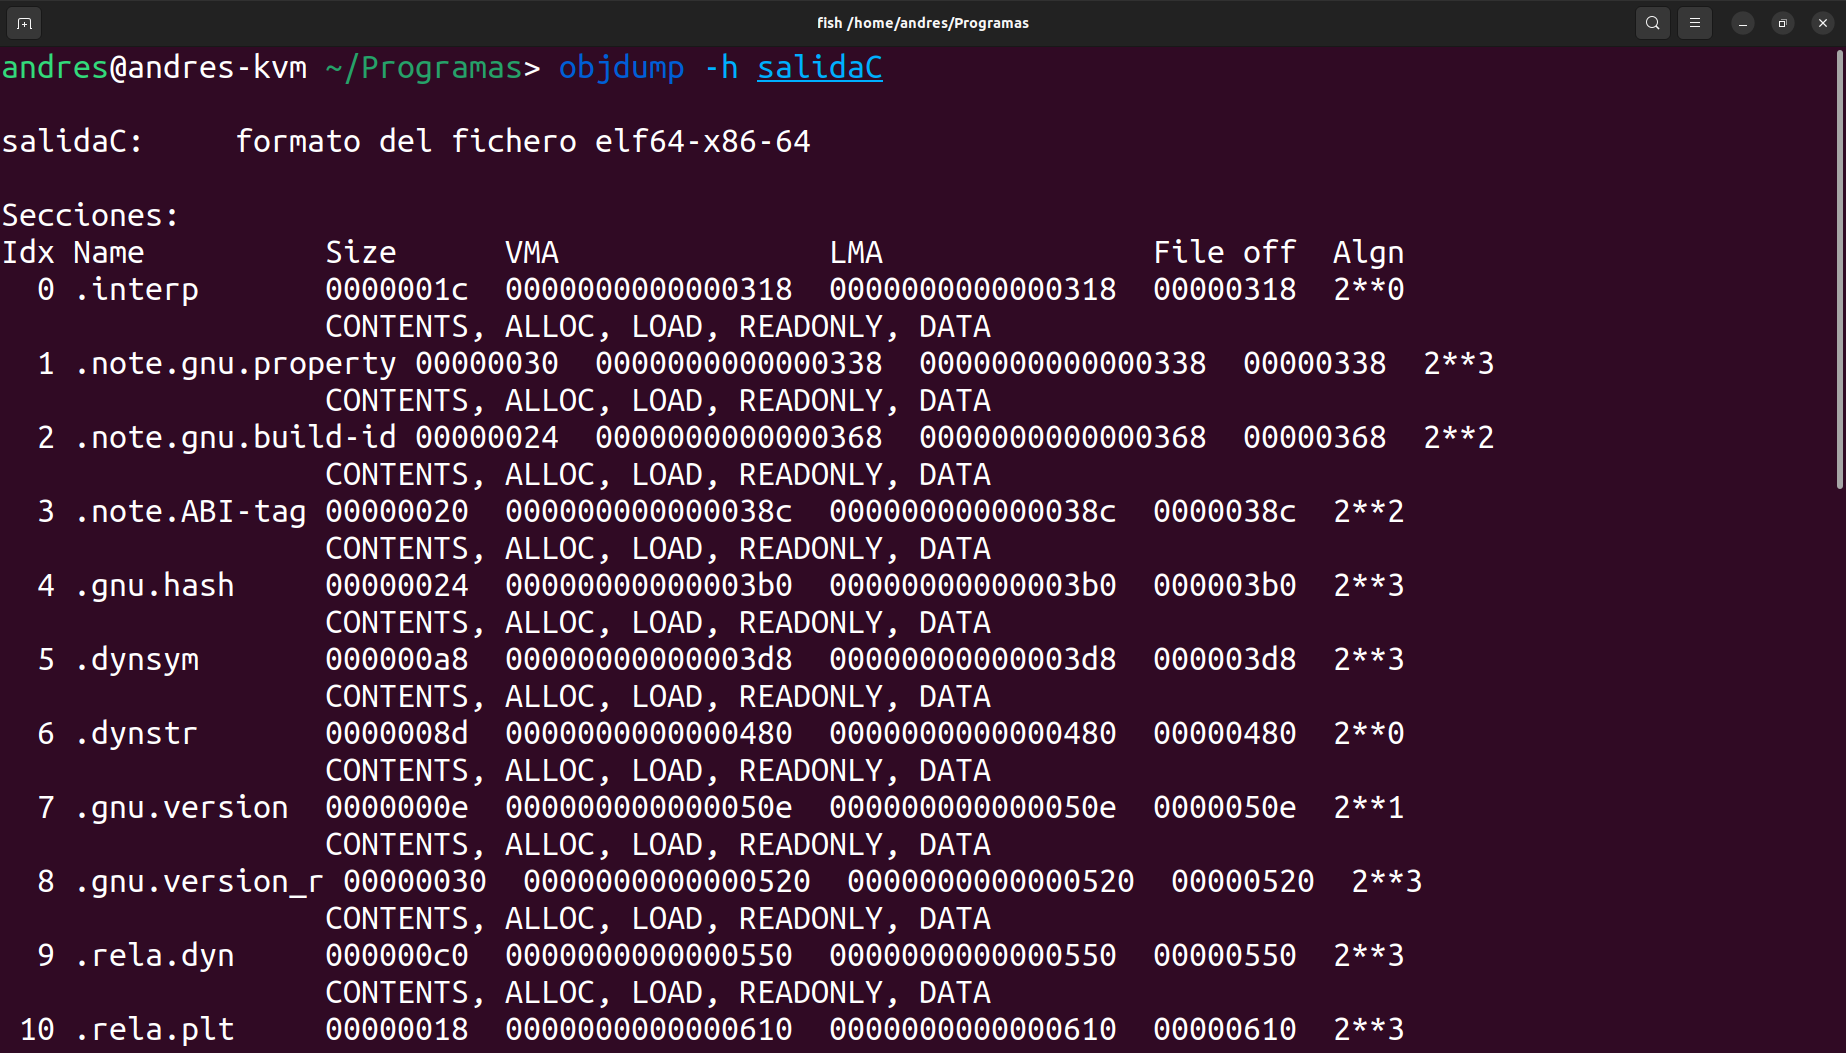 fish /home/andres/Programas
andres@andres-kvm ~/Programas> objdump -h salidaC

salidaC:     formato del fichero elf64-x86-64

Secciones:
Idx Name          Size      VMA               LMA               File off  Algn
  0 .interp       0000001c  0000000000000318  0000000000000318  00000318  2**0
                  CONTENTS, ALLOC, LOAD, READONLY, DATA
  1 .note.gnu.property 00000030  0000000000000338  0000000000000338  00000338  2**3
                  CONTENTS, ALLOC, LOAD, READONLY, DATA
  2 .note.gnu.build-id 00000024  0000000000000368  0000000000000368  00000368  2**2
                  CONTENTS, ALLOC, LOAD, READONLY, DATA
  3 .note.ABI-tag 00000020  000000000000038c  000000000000038c  0000038c  2**2
                  CONTENTS, ALLOC, LOAD, READONLY, DATA
  4 .gnu.hash     00000024  00000000000003b0  00000000000003b0  000003b0  2**3
                  CONTENTS, ALLOC, LOAD, READONLY, DATA
  5 .dynsym       000000a8  00000000000003d8  00000000000003d8  000003d8  2**3
                  CONTENTS, ALLOC, LOAD, READONLY, DATA
  6 .dynstr       0000008d  0000000000000480  0000000000000480  00000480  2**0
                  CONTENTS, ALLOC, LOAD, READONLY, DATA
  7 .gnu.version  0000000e  000000000000050e  000000000000050e  0000050e  2**1
                  CONTENTS, ALLOC, LOAD, READONLY, DATA
  8 .gnu.version_r 00000030  0000000000000520  0000000000000520  00000520  2**3
                  CONTENTS, ALLOC, LOAD, READONLY, DATA
  9 .rela.dyn     000000c0  0000000000000550  0000000000000550  00000550  2**3
                  CONTENTS, ALLOC, LOAD, READONLY, DATA
 10 .rela.plt     00000018  0000000000000610  0000000000000610  00000610  2**3